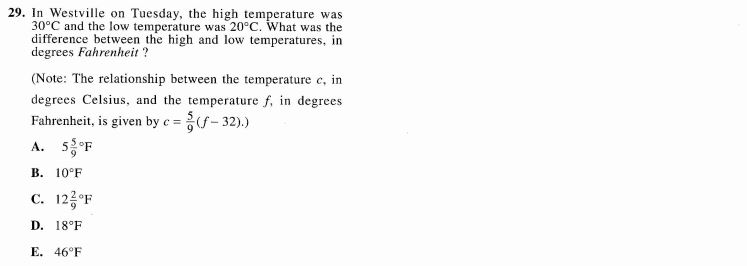 29. In Westville on Tuesday, the high temperature was
30°C and the low temperature was 20°C. What was the
difference between the high and low temperatures, in
degrees Fahrenheit ?
(Note: The relationship between the temperature c, in
degrees Celsius, and the temperature f, in degrees
Fahrenheit, is given by c = 5/9 (f – 32).)
A. 5 5/9 °F
B. 10°F
C. 12 2/9 °F
D. 18°F
E. 46°F